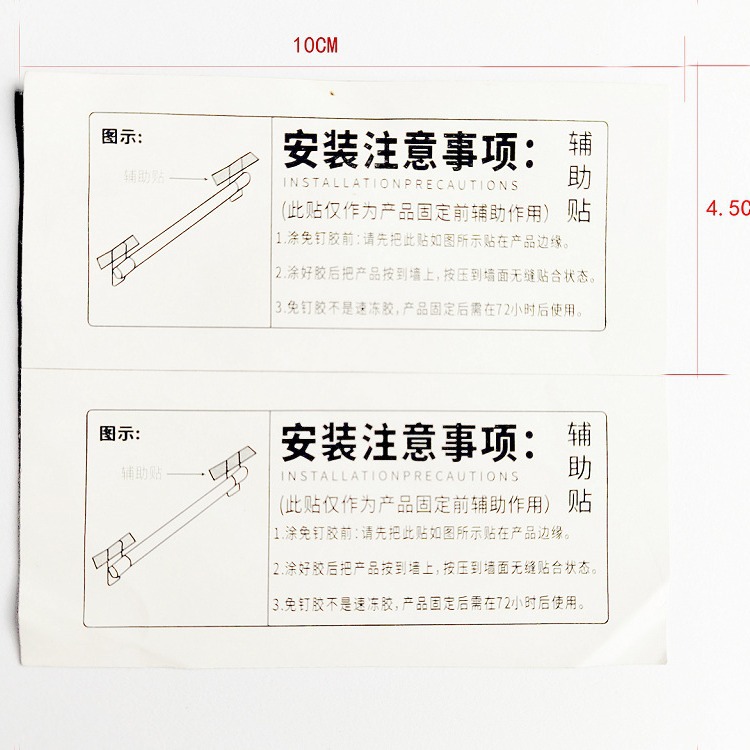 10CM
4.5C
图示:
辅助贴
安装注意事项:
INSTALLATIONPRECAUTIONS
(此贴仅作为产品固定前辅助作用)
1.涂免钉胶前:请先把此贴如图所示贴在产品边缘。
2.涂好胶后把产品按到墙上,按压到墙面无缝贴合状态。
3.免钉胶不是速冻胶,产品固定后需在72小时后使用。
辅助贴
图示:
辅助贴
安装注意事项:
INSTALLATIONPRECAUTIONS
(此贴仅作为产品固定前辅助作用)
1.涂免钉胶前:请先把此贴如图所示贴在产品边缘。
2.涂好胶后把产品按到墙上,按压到墙面无缝贴合状态。
3.免钉胶不是速冻胶,产品固定后需在72小时后使用。
辅助贴